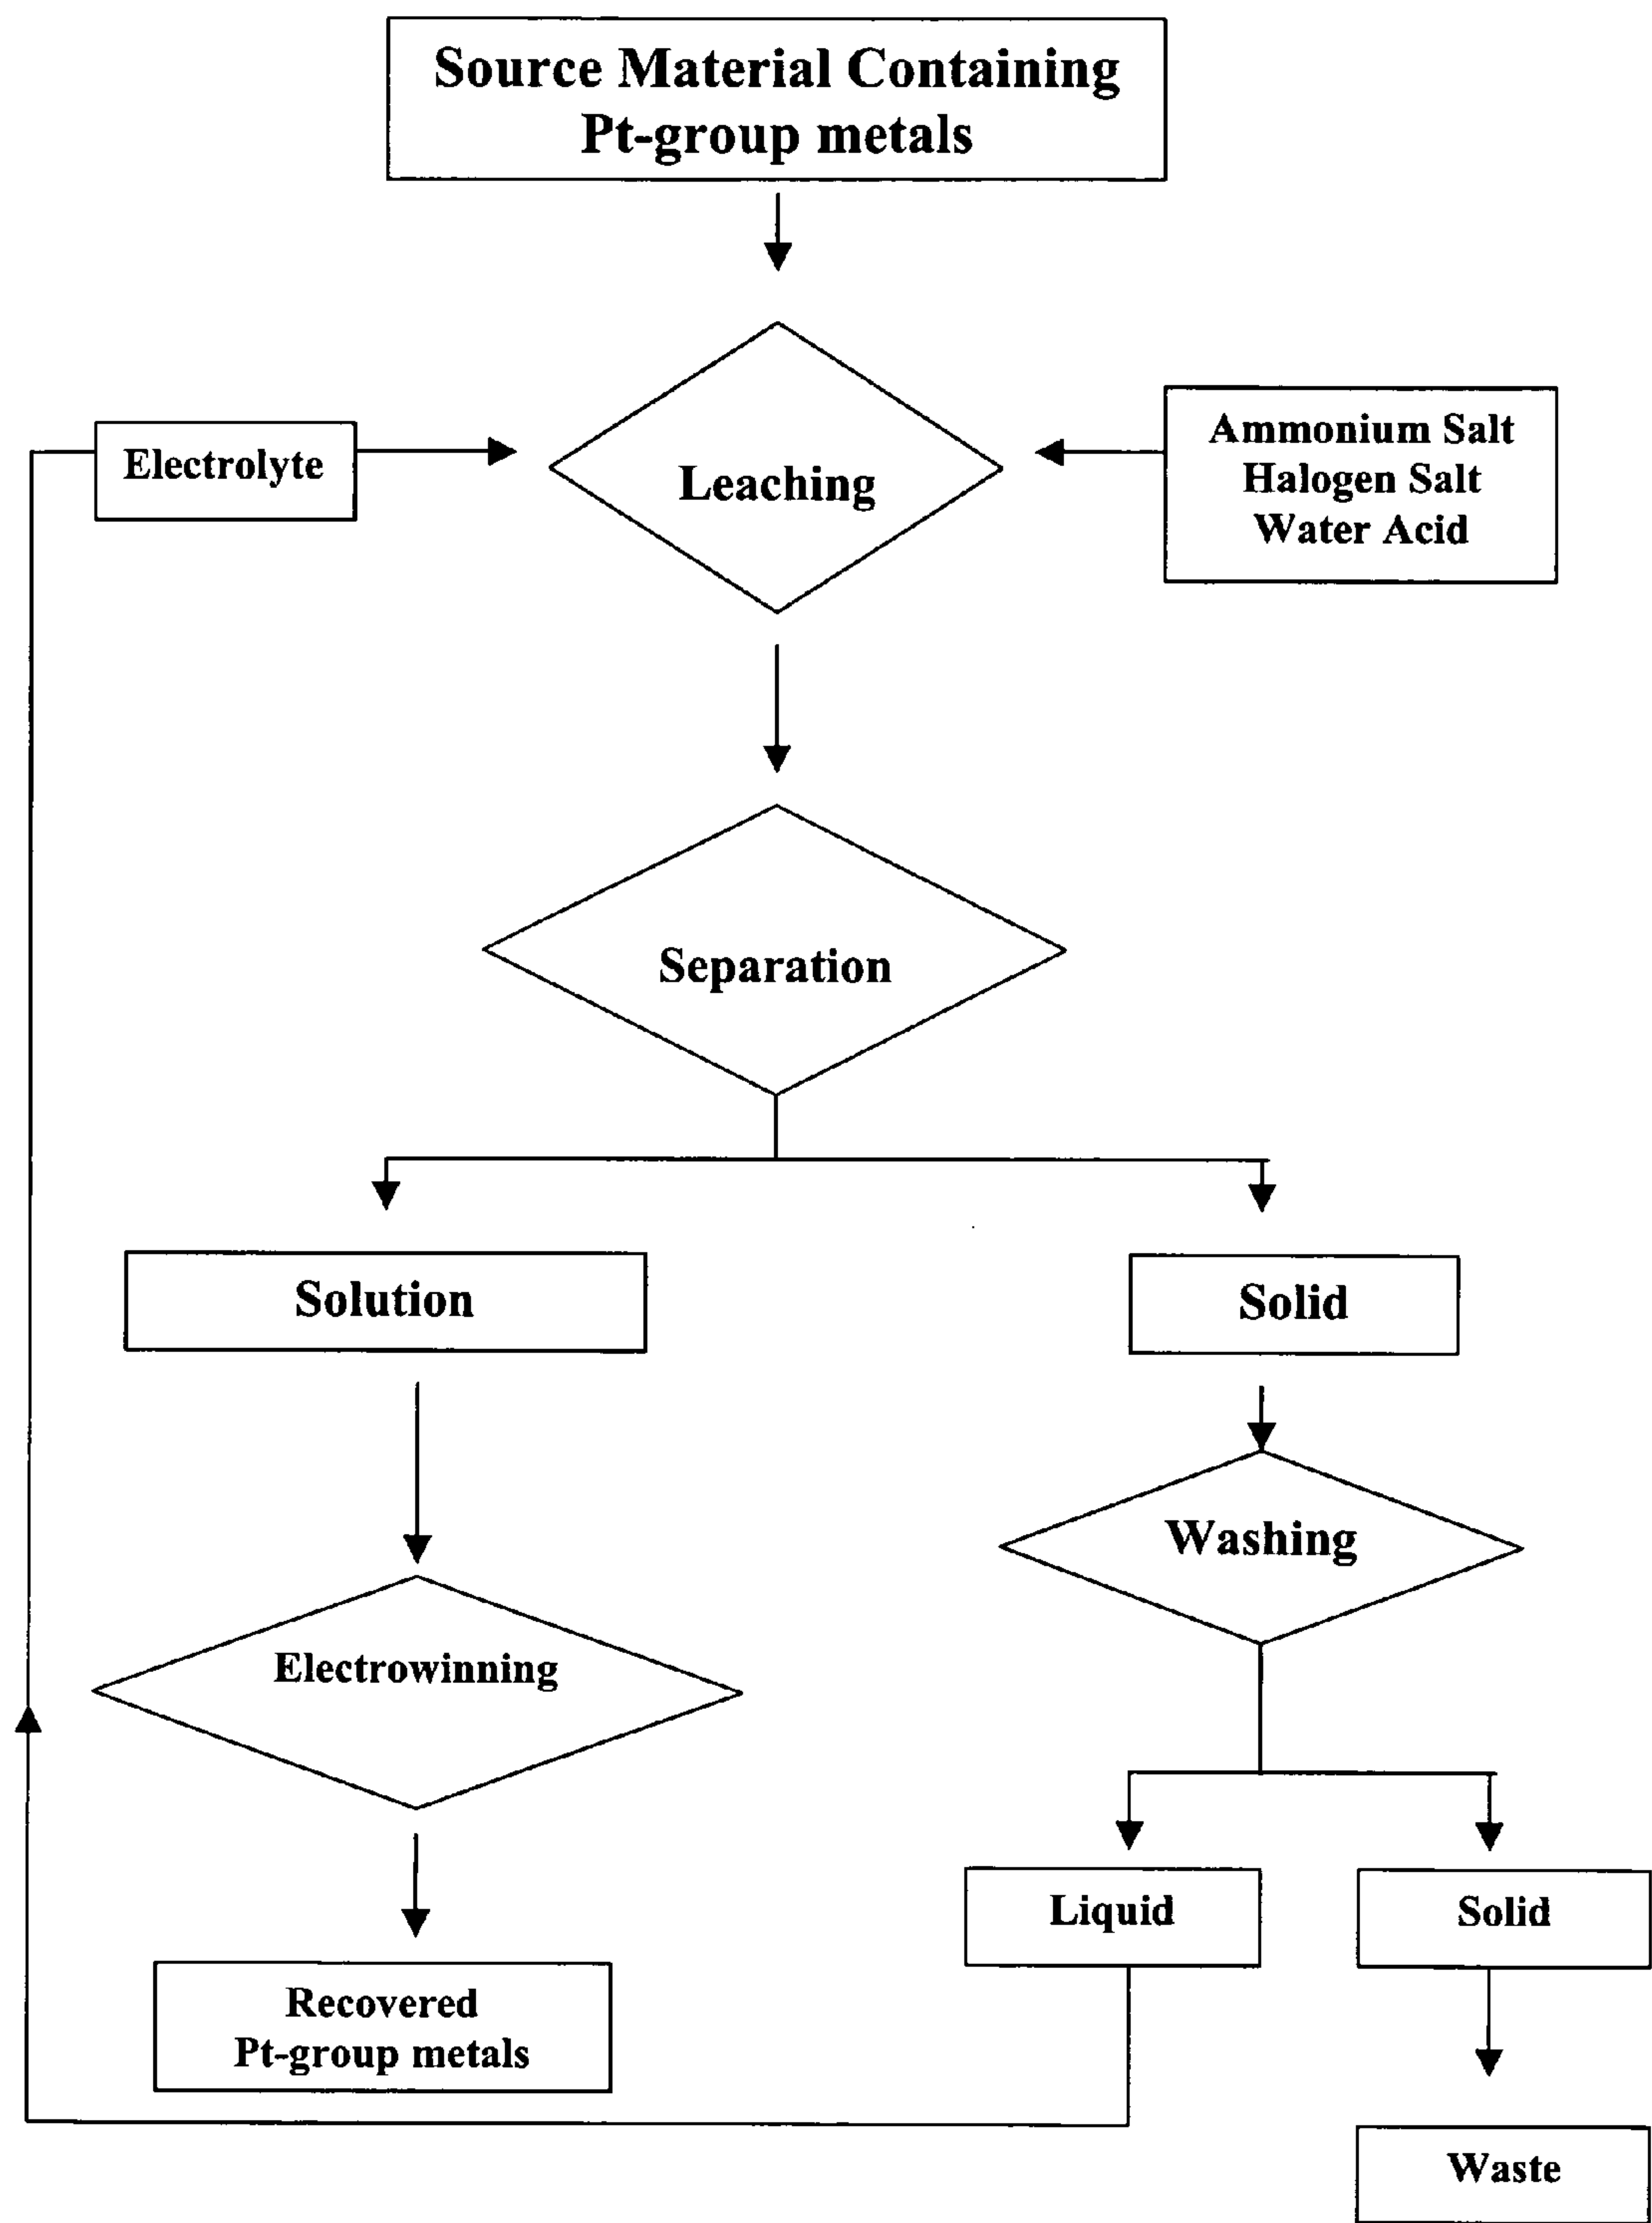 Source Material Containing
Pt-group metals
Electrolyte
Leaching
Ammonium Salt
Halogen Salt
Water Acid
Separation
Solution
Solid
Washing
Electrowinning
Liquid
Solid
Recovered
Pt-group metals
Waste